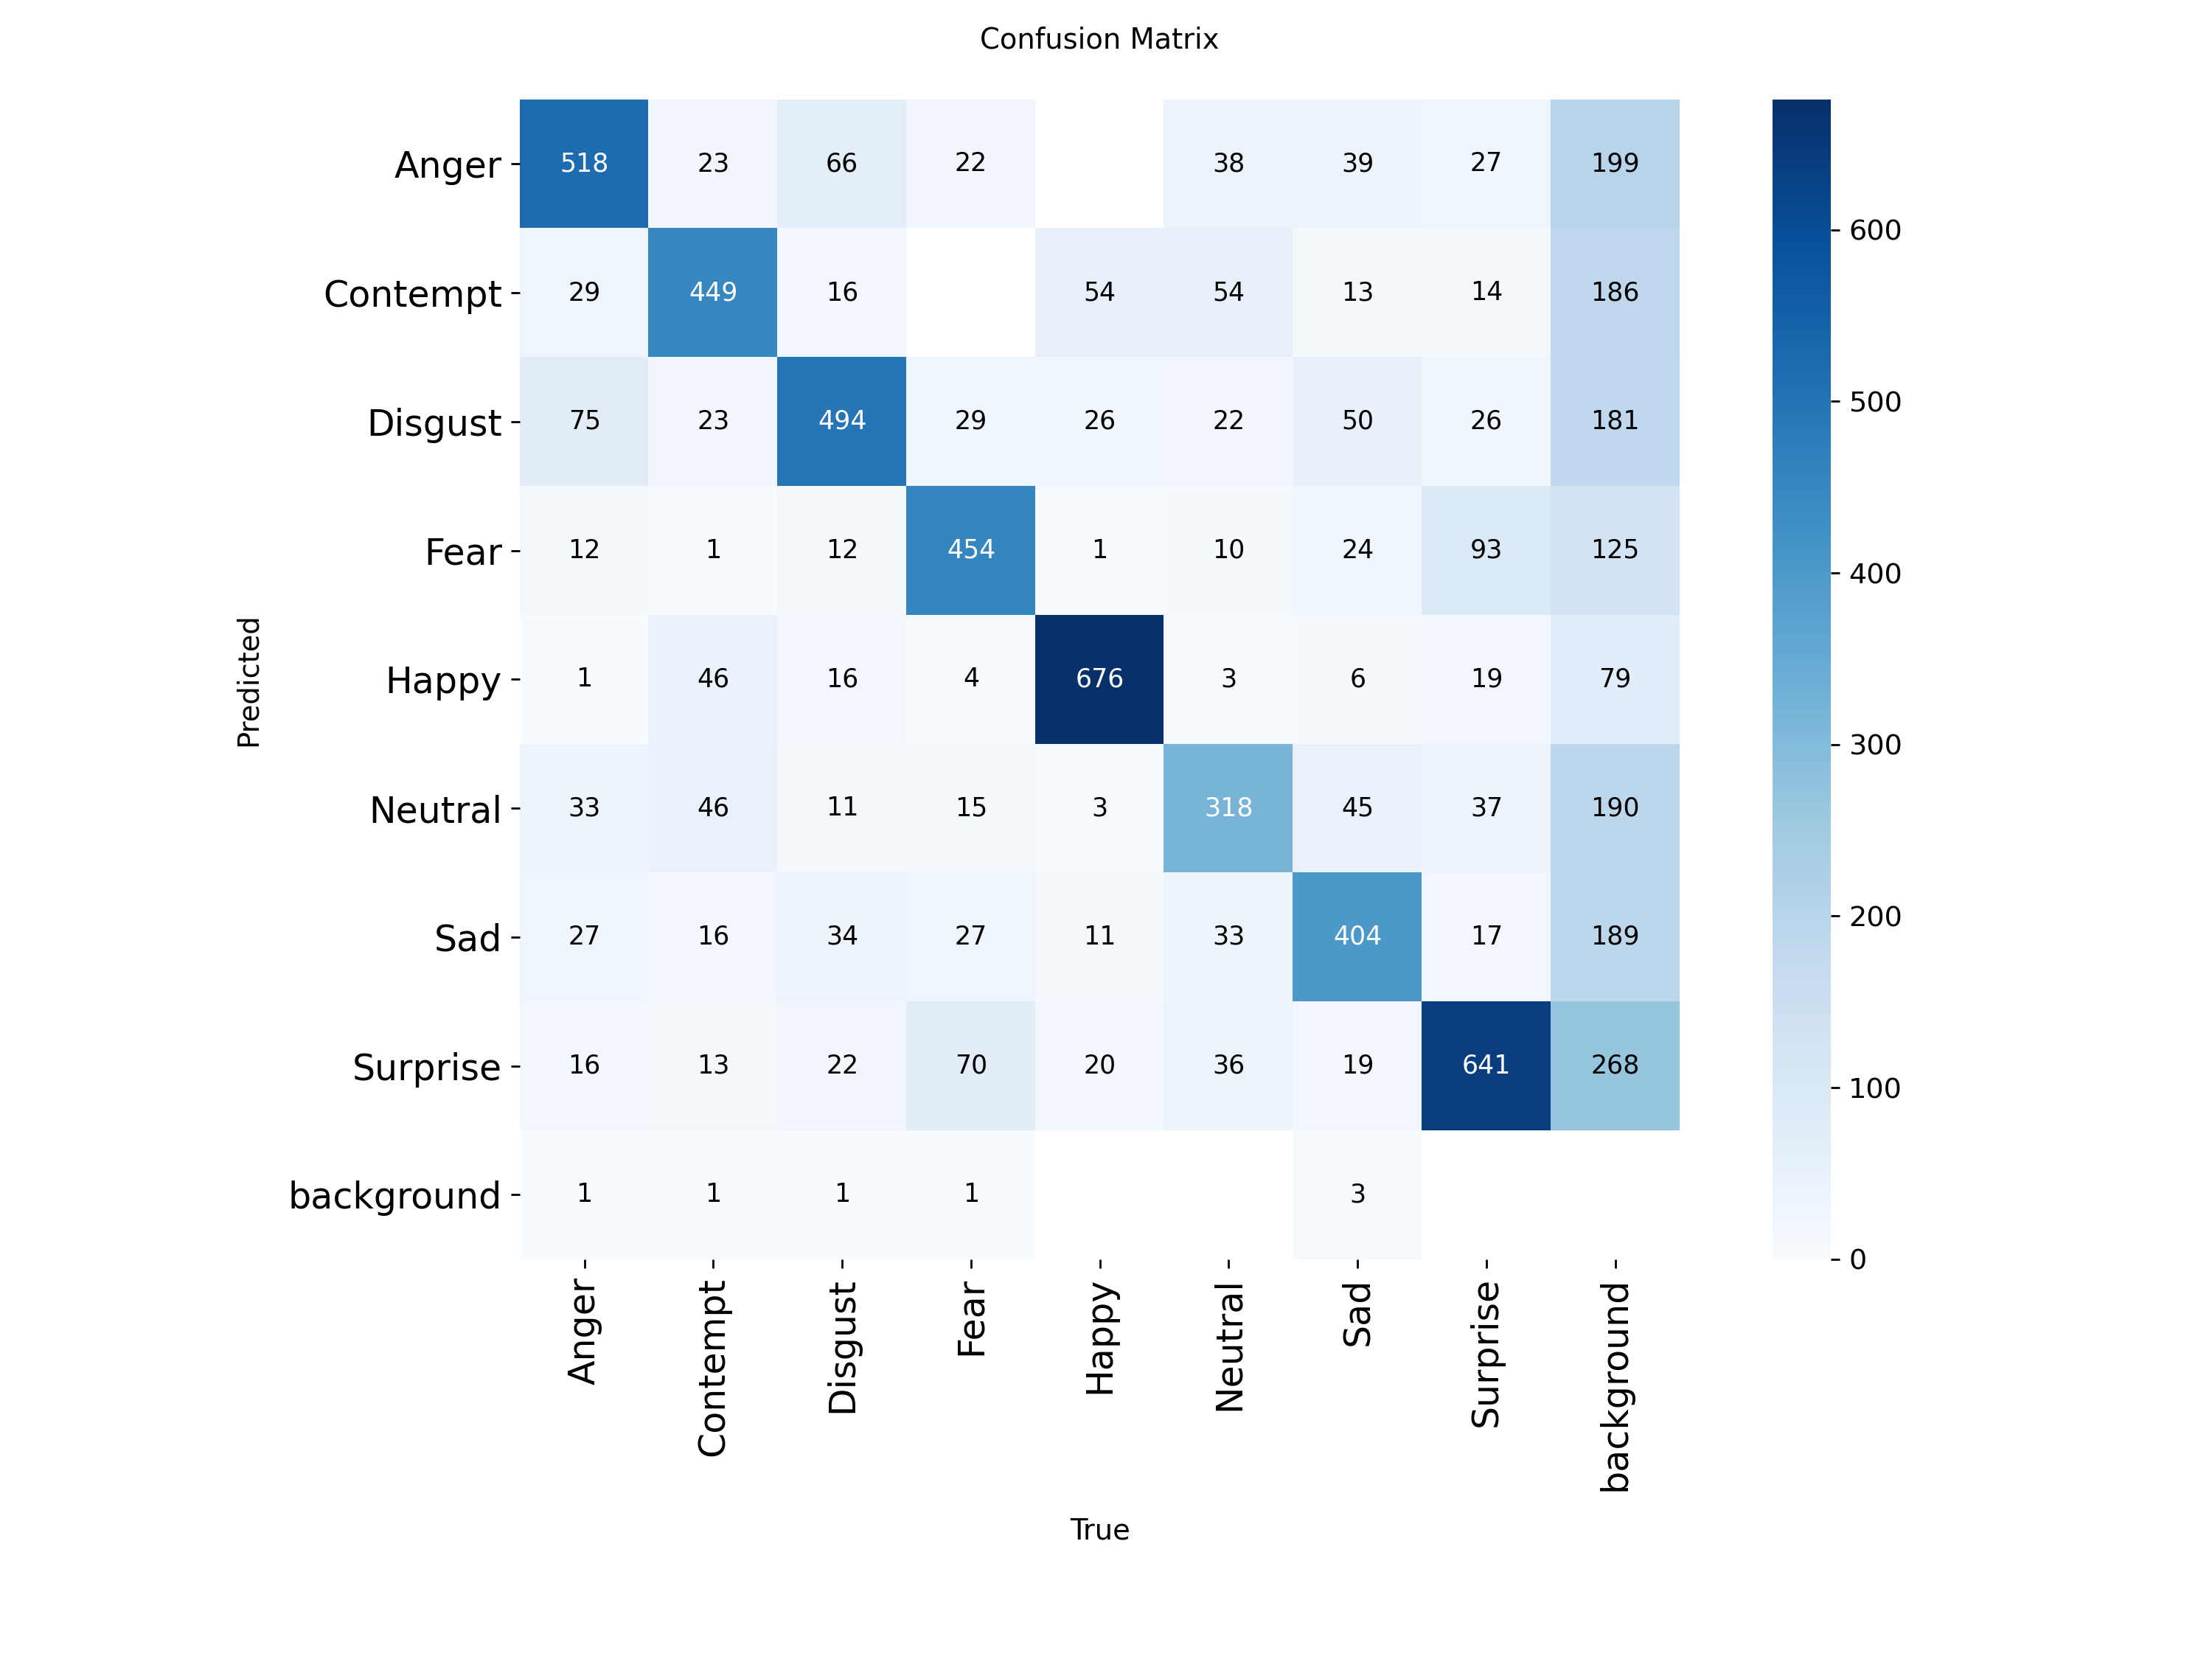 Confusion Matrix
Anger 518 23 66 22 38 39 27 199
Contempt 29 449 16 54 54 13 14 186
Disgust 75 23 494 29 26 22 50 26 181
Fear 12 1 12 454 1 10 24 93 125
Happy 1 46 16 4 676 3 6 19 79
Neutral 33 46 11 15 3 318 45 37 190
Sad 27 16 34 27 11 33 404 17 189
Surprise 16 13 22 70 20 36 19 641 268
background 1 1 1 1 3
Predicted
Anger Contempt Disgust Fear Happy Neutral Sad Surprise background
True
600
500
400
300
200
100
0